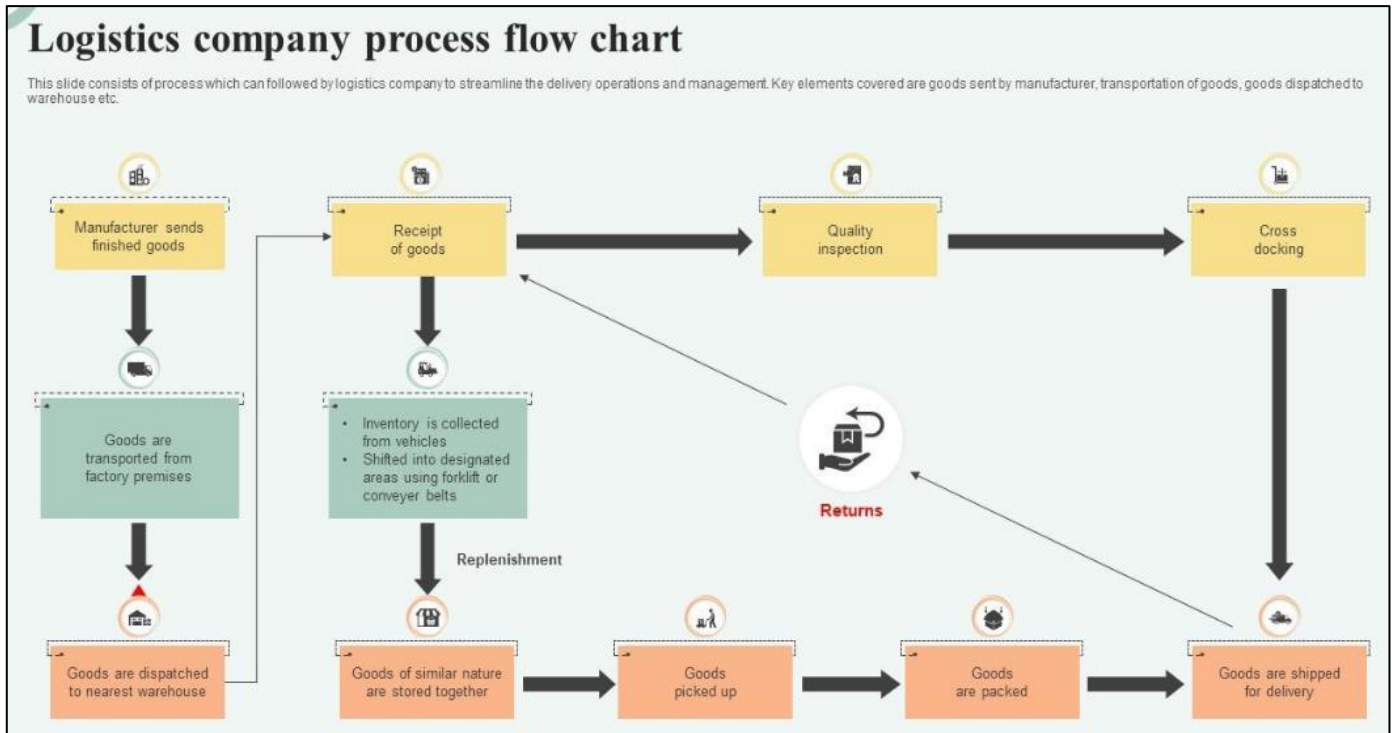 Logistics company process flow chart
This slide consists of process which can followed by logistics company to streamline the delivery operations and management. Key elements covered are goods sent by manufacturer, transportation of goods, goods dispatched to
warehouse etc.
Manufacturer sends
finished goods
Receipt
of goods
Quality
inspection
Cross
docking
Goods are
transported from
factory premises
• Inventory is collected
from vehicles
• Shifted into designated
areas using forklift or
conveyer belts
Returns
Replenishment
Goods are dispatched
to nearest warehouse
Goods of similar nature
are stored together
Goods
picked up
Goods
are packed
Goods are shipped
for delivery